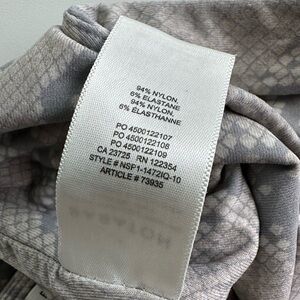 94% NYLON,
6% ELASTANE
94% NYLON,
6% ÉLASTHANNE
PO 4500122107
PO 4500122108
PO 4500122109
CA 23725 RN 122354
STYLE # NSP1-1472IQ-10
ARTICLE # 73935